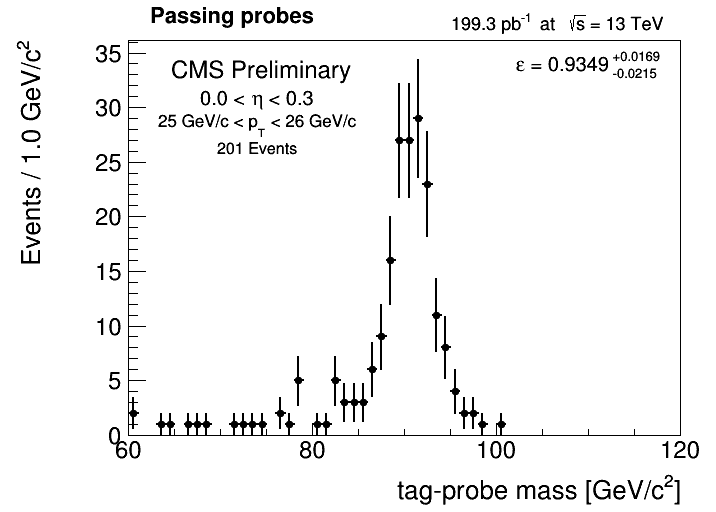 Passing probes
199.3 pb⁻¹ at √s = 13 TeV
CMS Preliminary
0.0 < η < 0.3
25 GeV/c < p_T < 26 GeV/c
201 Events
ε = 0.9349 +0.0169 -0.0215
Events / 1.0 GeV/c²
35
30
25
20
15
10
5
0
60 80 100 120
tag-probe mass [GeV/c²]